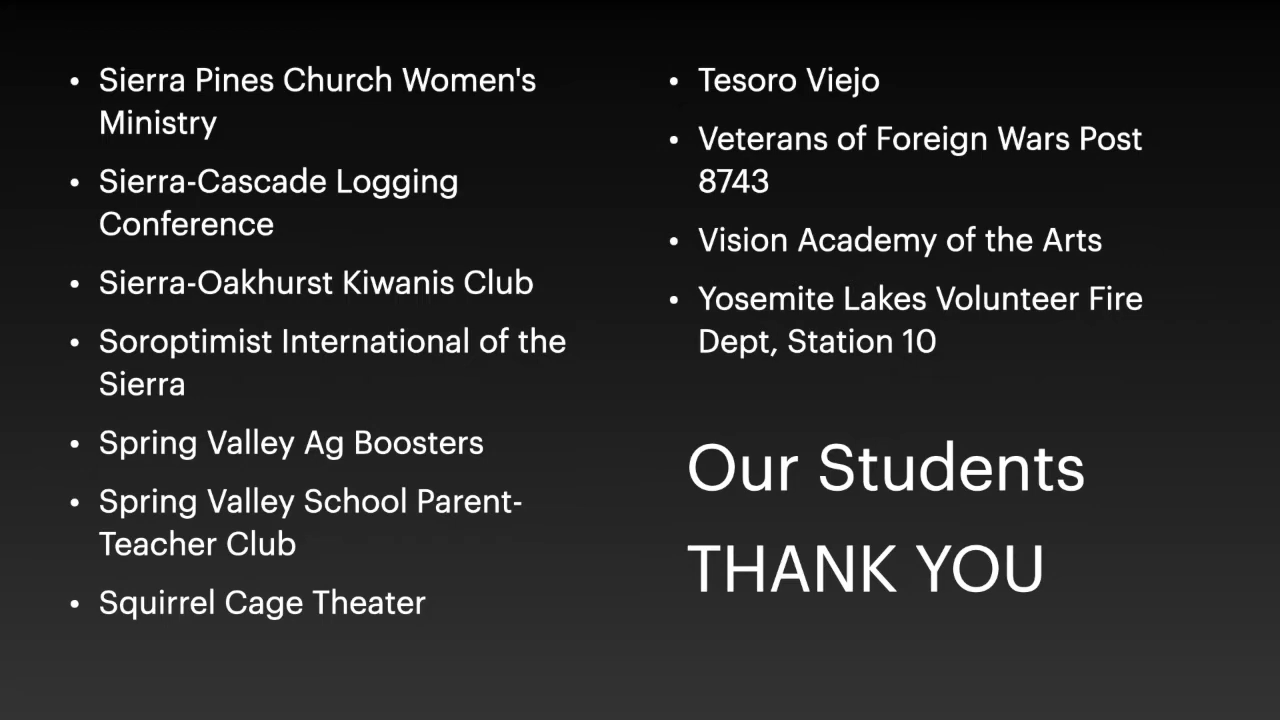 • Sierra Pines Church Women's
Ministry
• Sierra-Cascade Logging
Conference
• Sierra-Oakhurst Kiwanis Club
• Soroptimist International of the
Sierra
• Spring Valley Ag Boosters
• Spring Valley School Parent-
Teacher Club
• Squirrel Cage Theater
• Tesoro Viejo
• Veterans of Foreign Wars Post
8743
• Vision Academy of the Arts
• Yosemite Lakes Volunteer Fire
Dept, Station 10
Our Students
THANK YOU